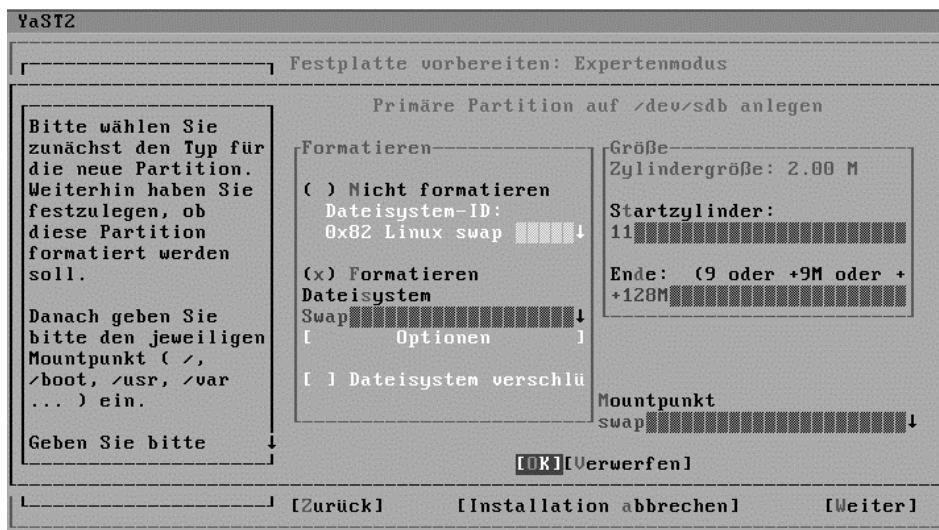 YaST2
Festplatte vorbereiten: Expertenmodus
Primäre Partition auf /dev/sdb anlegen
Bitte wählen Sie
zunächst den Typ für
die neue Partition.
Weiterhin haben Sie
festzulegen, ob
diese Partition
formatiert werden
soll.
Danach geben Sie
bitte den jeweiligen
Mountpunkt ( /,
/boot, /usr, /var
... ) ein.
Geben Sie bitte
Formatieren
( ) Nicht formatieren
Dateisystem-ID:
0x82 Linux swap
(x) Formatieren
Dateisystem
Swap
[ Optionen ]
[ ] Dateisystem verschlü
Größe
Zylindergröße: 2.00 M
Startzylinder:
11
Ende: (9 oder +9M oder +
+128M
Mountpunkt
swap
[OK][Verwerfen]
[Zurück] [Installation abbrechen] [Weiter]